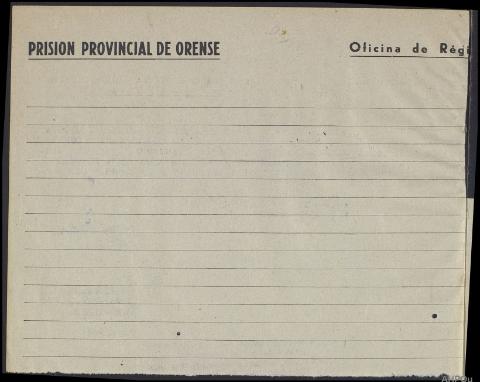 PRISION PROVINCIAL DE ORENSE
Oficina de Régi